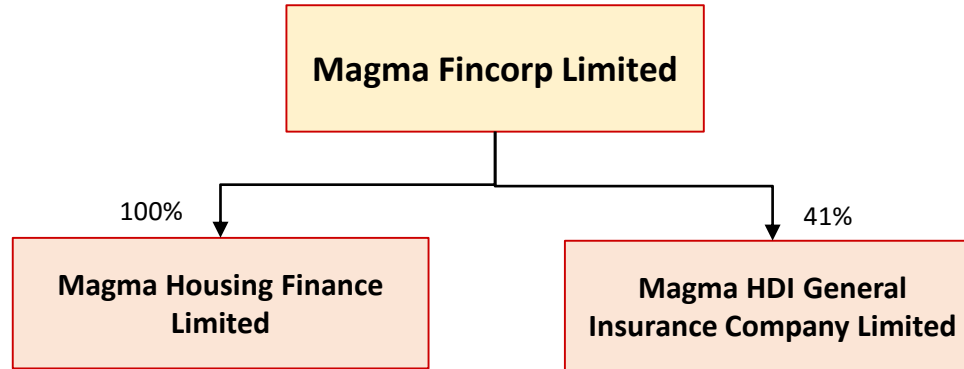 Magma Fincorp Limited
100%
41%
Magma Housing Finance
Limited
Magma HDI General
Insurance Company Limited